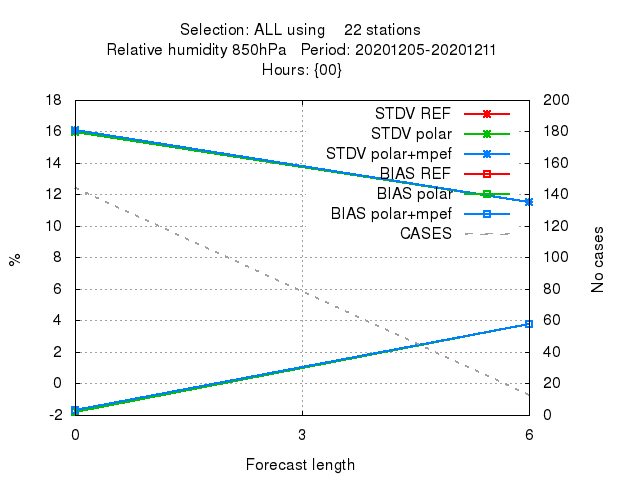 Selection: ALL using    22 stations
Relative humidity 850hPa   Period: 20201205-20201211
Hours: {00}
18
16
14
12
10
8
6
4
2
0
-2
200
180
160
140
120
100
80
60
40
20
0
STDV REF
STDV polar
STDV polar+mpef
BIAS REF
BIAS polar
BIAS polar+mpef
CASES
%
No cases
0 3 6
Forecast length